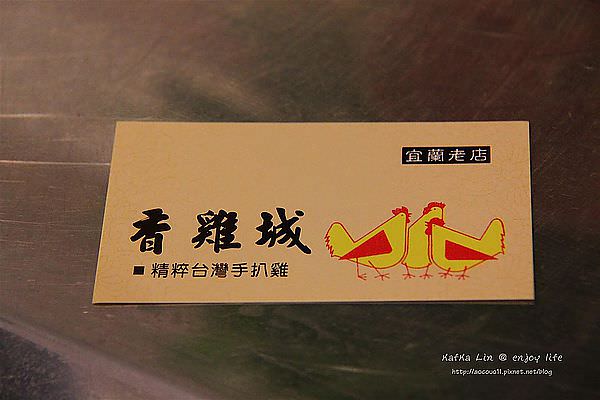 宜蘭老店
香雞城
■ 精粹台灣手扒雞
KafKa Lin @ enjoy life
http://aocoua11.pixnet.net/blog